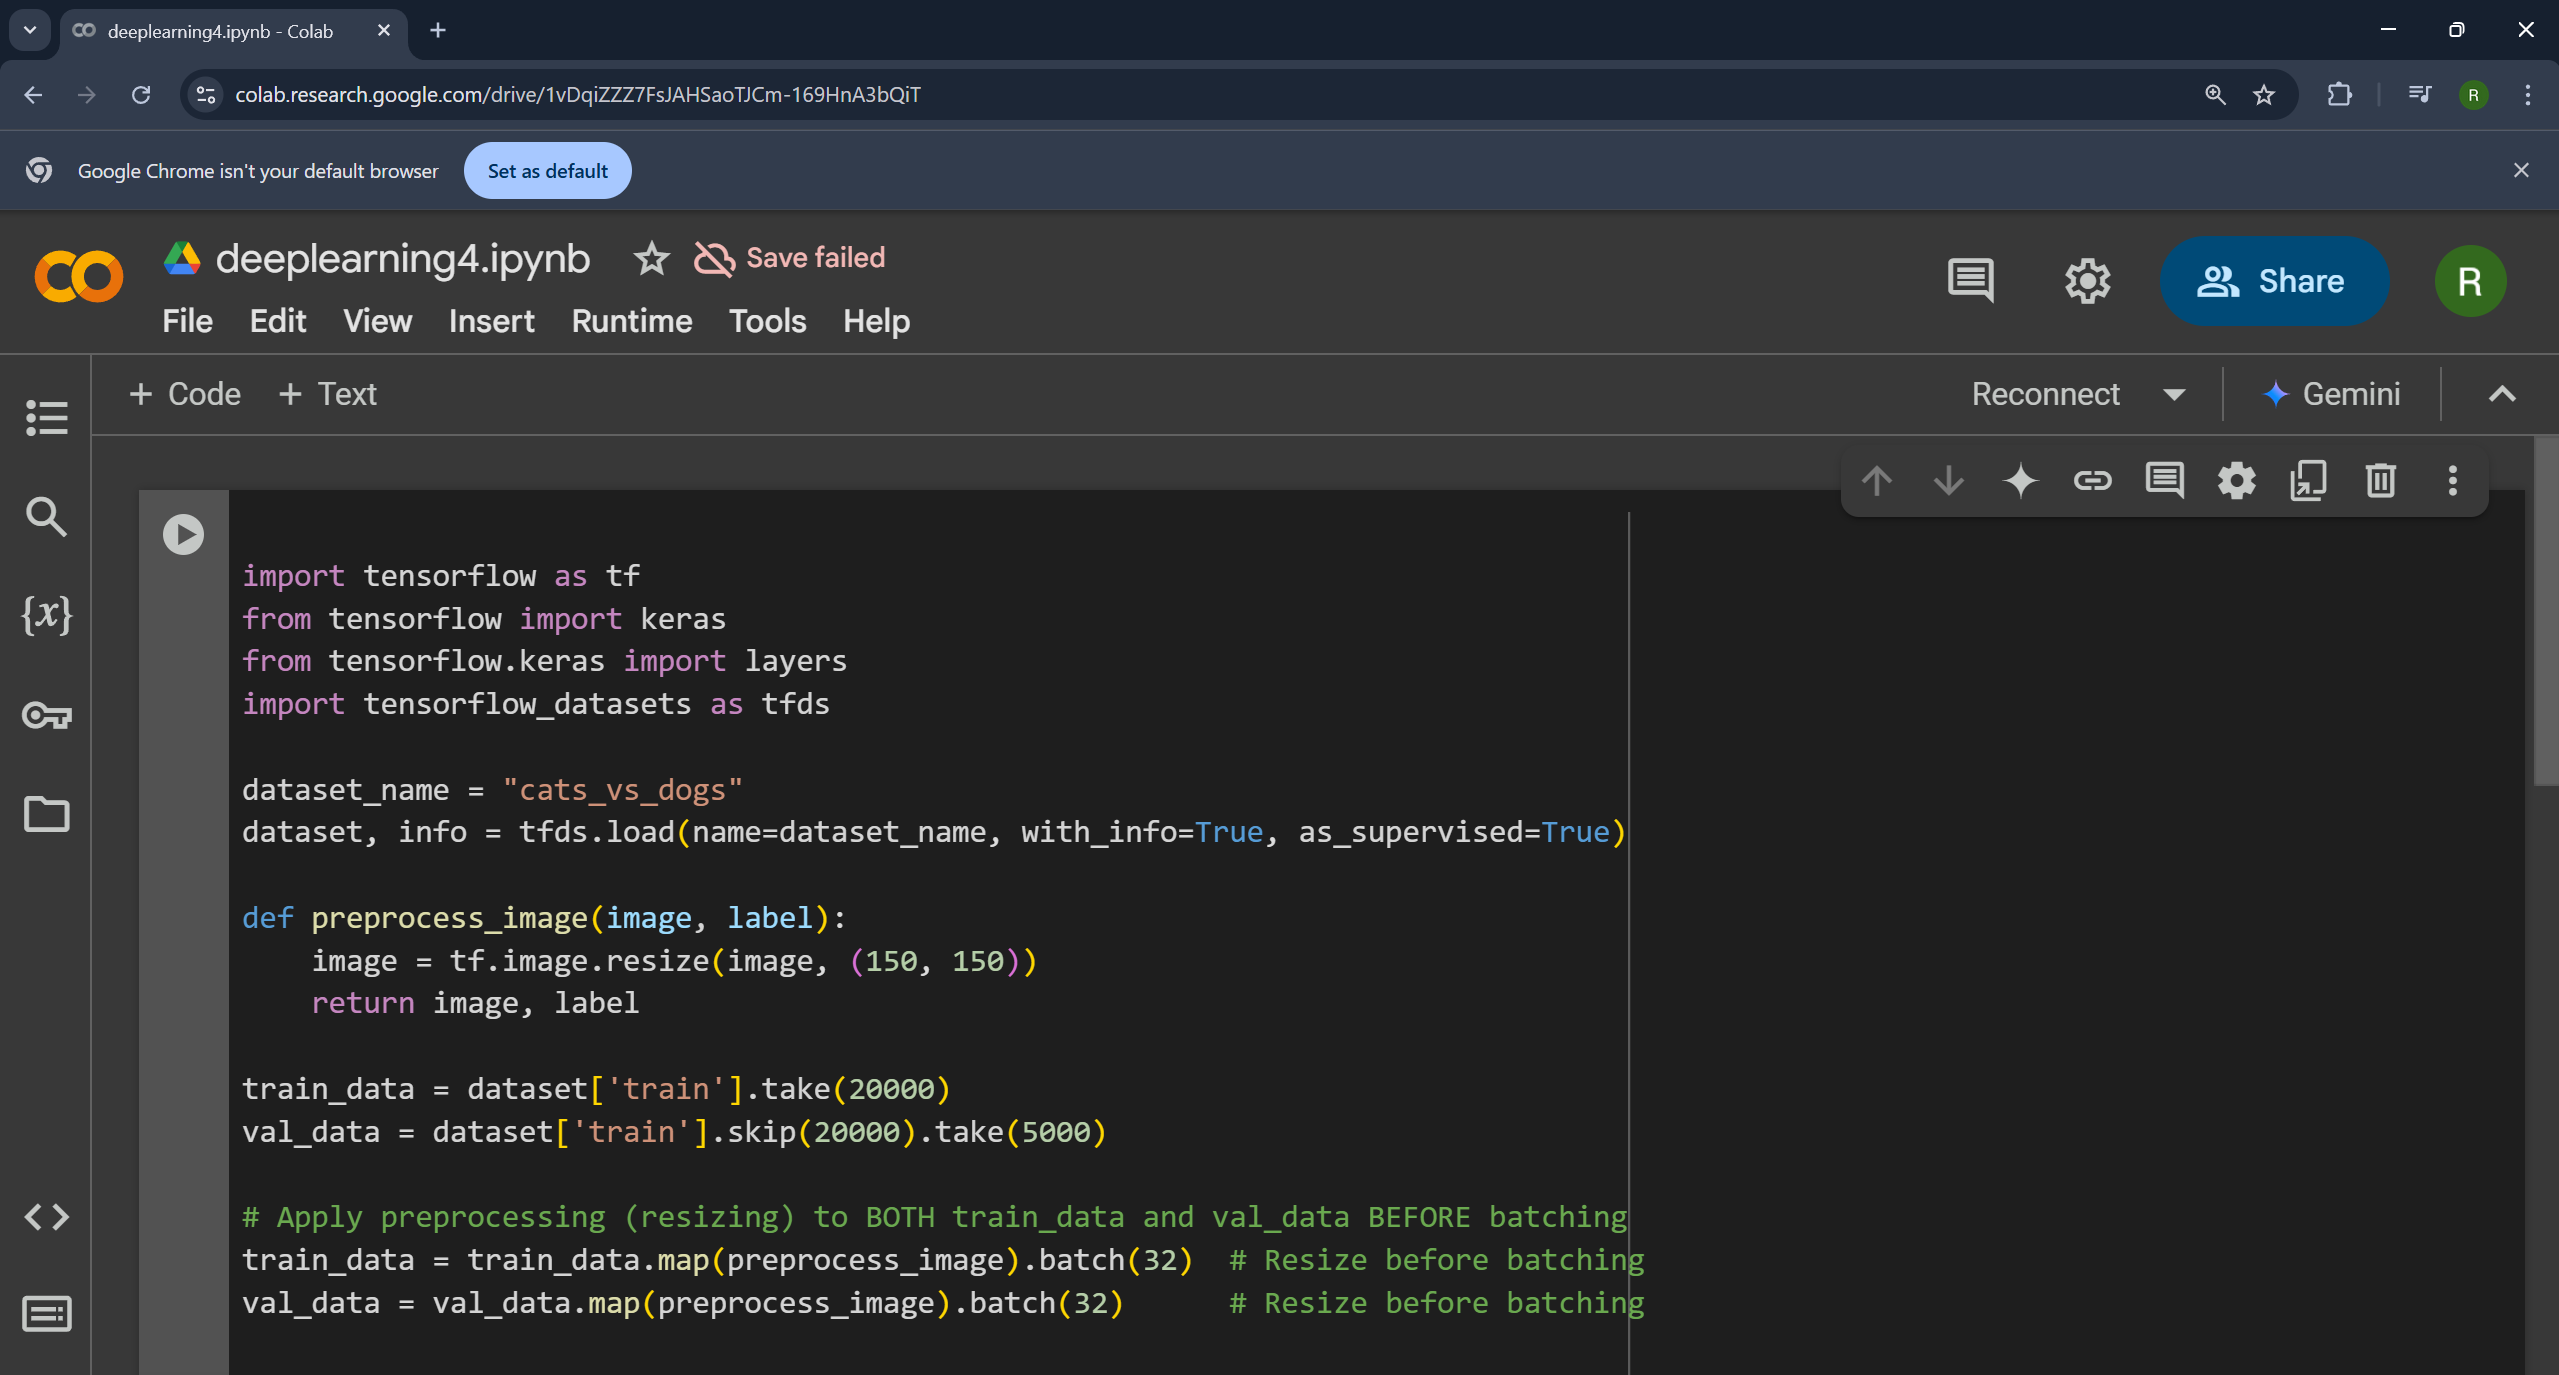 deeplearning4.ipynb - Colab
colab.research.google.com/drive/1vDqiZZZ7FsJAHSaoTJCm-169HnA3bQiT
R
Google Chrome isn't your default browser
Set as default
deeplearning4.ipynb
Save failed
File Edit View Insert Runtime Tools Help
Share
R
+ Code + Text
Reconnect
Gemini
{x}
import tensorflow as tf
from tensorflow import keras
from tensorflow.keras import layers
import tensorflow_datasets as tfds
dataset_name = "cats_vs_dogs"
dataset, info = tfds.load(name=dataset_name, with_info=True, as_supervised=True)
def preprocess_image(image, label):
    image = tf.image.resize(image, (150, 150))
    return image, label
train_data = dataset['train'].take(20000)
val_data = dataset['train'].skip(20000).take(5000)
# Apply preprocessing (resizing) to BOTH train_data and val_data BEFORE batching
train_data = train_data.map(preprocess_image).batch(32)  # Resize before batching
val_data = val_data.map(preprocess_image).batch(32)      # Resize before batching